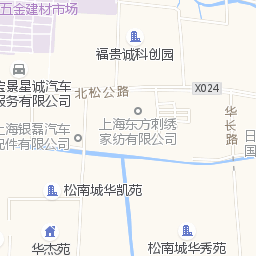 五金建材市场
福贵诚科创园
宝景星诚汽车
服务有限公司
北松公路
X024
上海东方刺绣
家纺有限公司
华长路
上海银磊汽车
配件有限公司
日
国
松南城华凯苑
华杰苑
松南城华秀苑